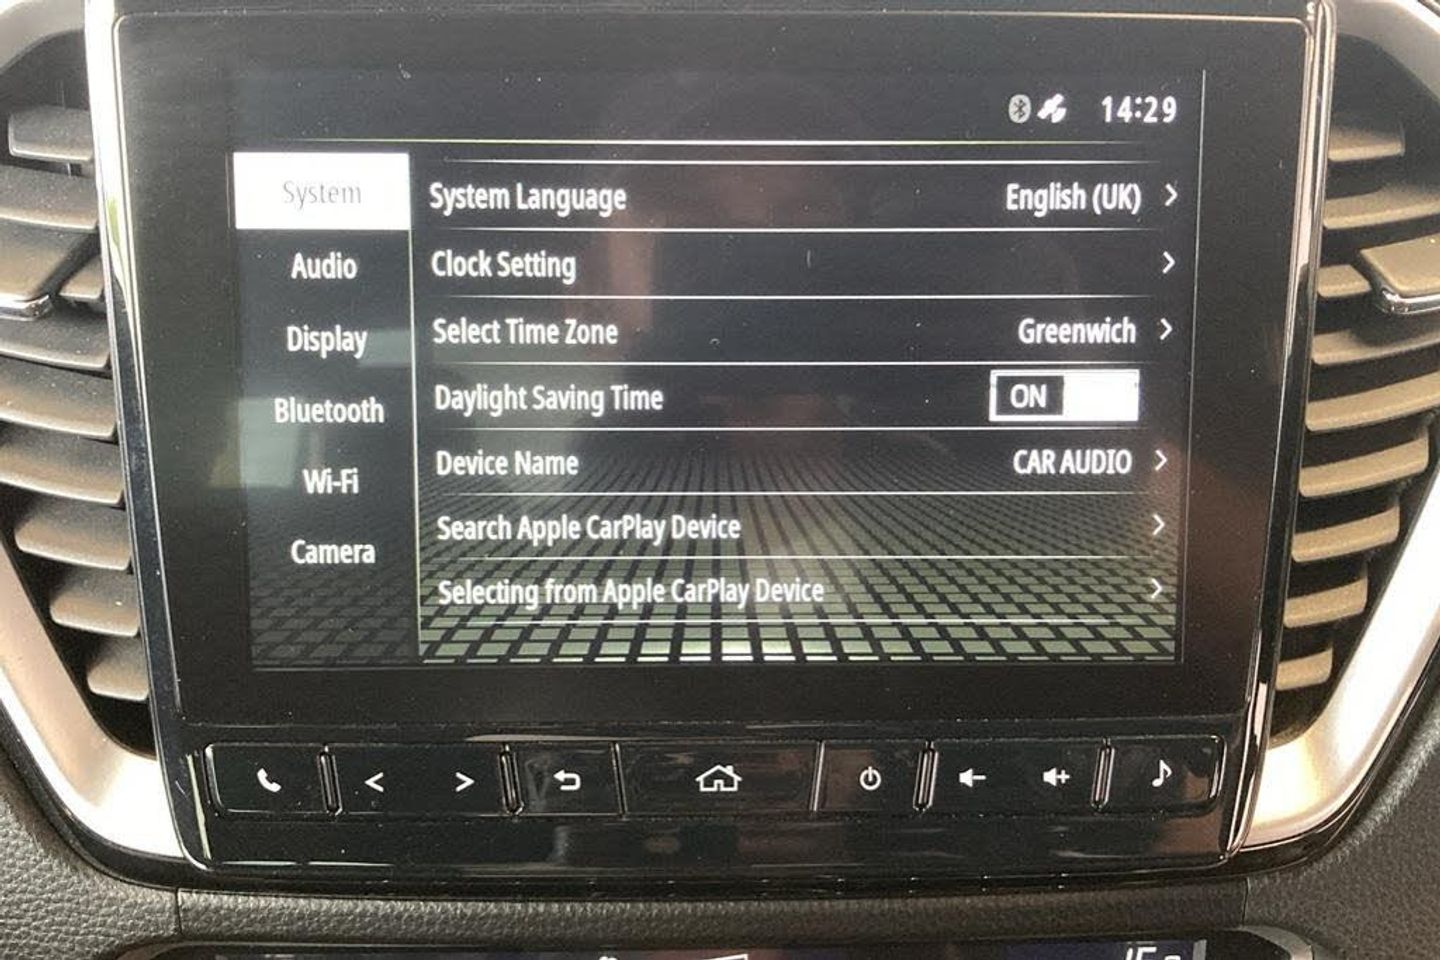 14:29
System
System Language English (UK) >
Audio
Clock Setting >
Display
Select Time Zone Greenwich >
Bluetooth
Daylight Saving Time ON
Wi-Fi
Device Name CAR AUDIO >
Camera
Search Apple CarPlay Device >
Selecting from Apple CarPlay Device >